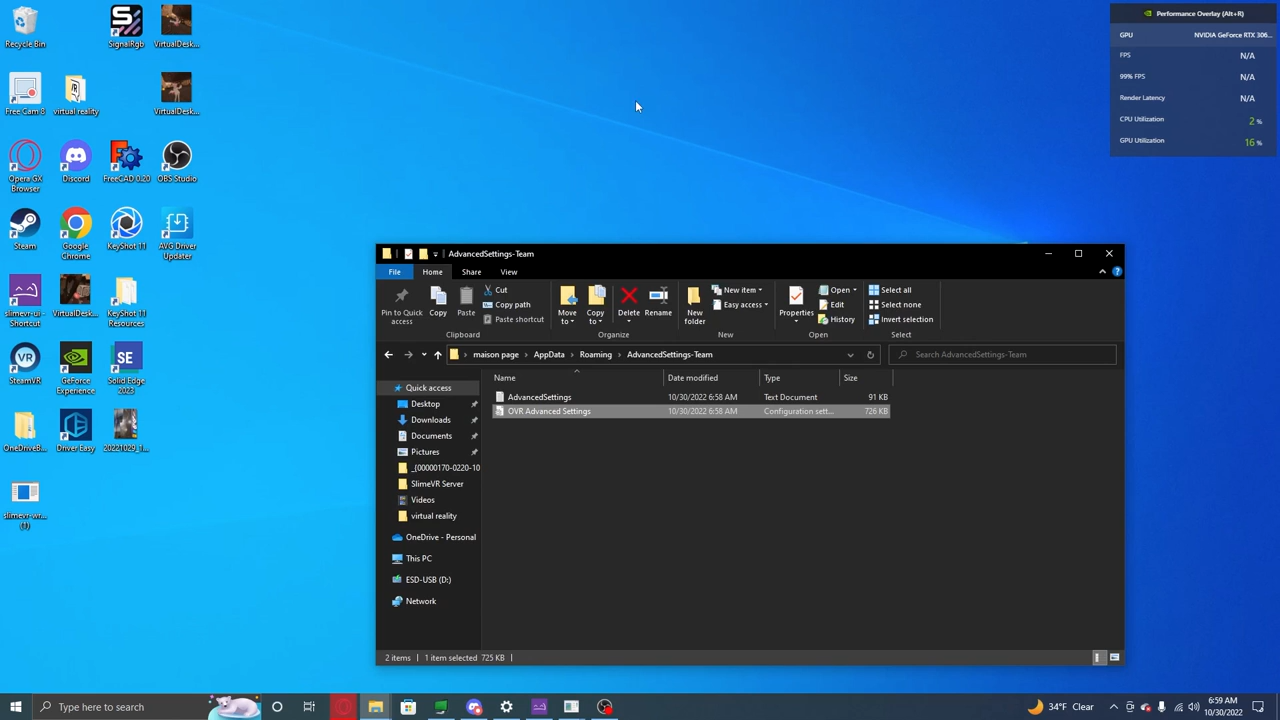 Recycle Bin
SignalRgb
VirtualDesk...
Free Cam 8
virtual reality
VirtualDesk...
Opera GX
Browser
Discord
FreeCAD 0.20
OBS Studio
Steam
Google
Chrome
KeyShot 11
AVG Driver
Updater
slimevr-ui -
Shortcut
VirtualDesk...
KeyShot 11
Resources
SteamVR
GeForce
Experience
Solid Edge
2023
OneDriveB...
Driver Easy
20221029_1...
slimevr-wr...
(1)
Performance Overlay (Alt+R)
GPU NVIDIA GeForce RTX 306...
FPS N/A
99% FPS N/A
Render Latency N/A
CPU Utilization 2 %
GPU Utilization 16 %
AdvancedSettings-Team
File Home Share View
Pin to Quick
access
Copy
Paste
Cut
Copy path
Paste shortcut
Clipboard
Move
to
Copy
to
Delete
Rename
Organize
New
folder
New item
Easy access
New
Properties
Open
Edit
History
Open
Select all
Select none
Invert selection
Select
maison page > AppData > Roaming > AdvancedSettings-Team
Search AdvancedSettings-Team
Quick access
Desktop
Downloads
Documents
Pictures
_{00000170-0220-10
SlimeVR Server
Videos
virtual reality
OneDrive - Personal
This PC
ESD-USB (D:)
Network
Name Date modified Type Size
AdvancedSettings 10/30/2022 6:58 AM Text Document 91 KB
OVR Advanced Settings 10/30/2022 6:58 AM Configuration sett... 726 KB
2 items 1 item selected 725 KB
Type here to search
34°F Clear
6:59 AM
10/30/2022